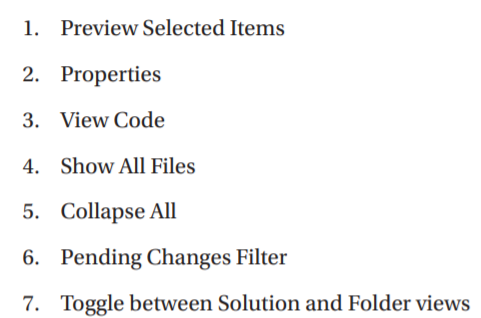 1. Preview Selected Items
2. Properties
3. View Code
4. Show All Files
5. Collapse All
6. Pending Changes Filter
7. Toggle between Solution and Folder views